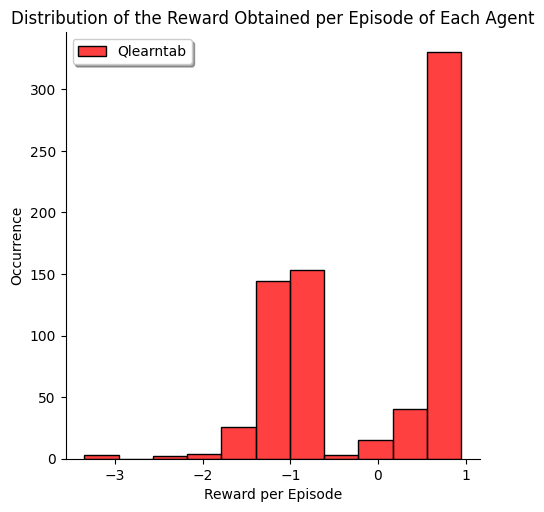 Distribution of the Reward Obtained per Episode of Each Agent
Qlearntab
300
250
200
150
100
50
0
Occurrence
−3 −2 −1 0 1
Reward per Episode